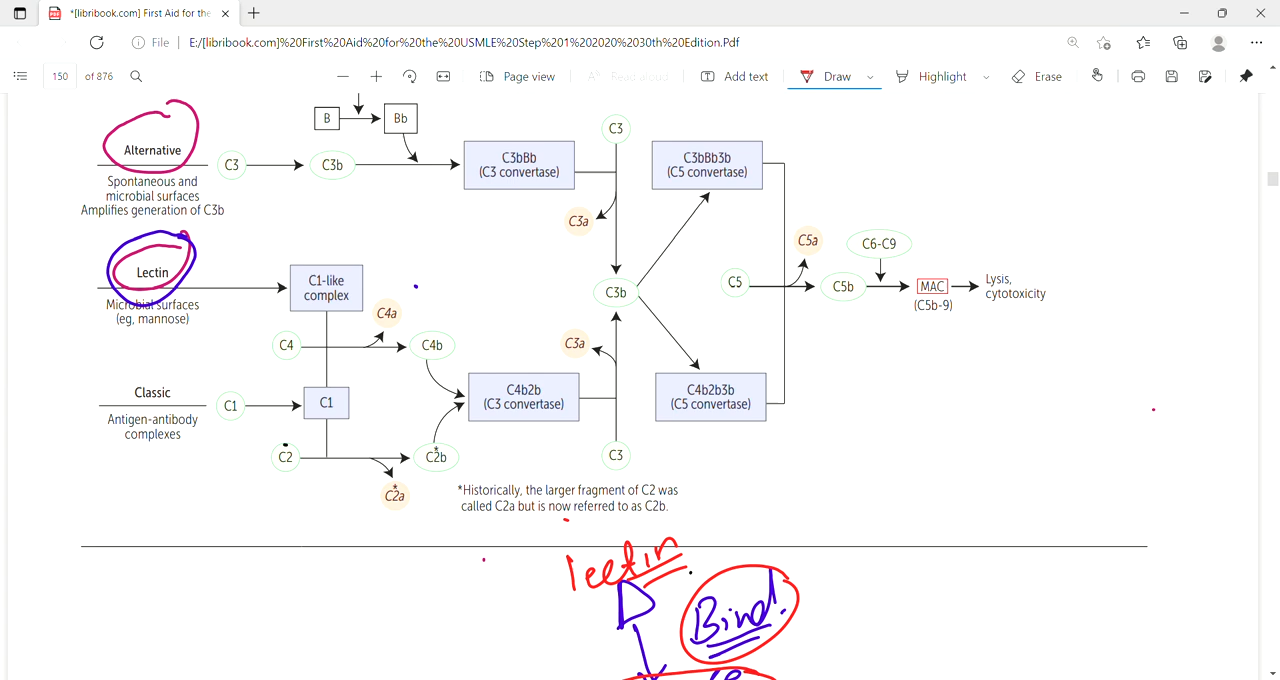 *[libribook.com] First Aid for the
File E:/[libribook.com]%20First%20Aid%20for%20the%20USMLE%20Step%201%202020%2030th%20Edition.Pdf
150 of 876 Page view Read aloud Add text Draw Highlight Erase
B Bb
C3
Alternative
C3 C3b
C3bBb
(C3 convertase)
C3bBb3b
(C5 convertase)
Spontaneous and
microbial surfaces
Amplifies generation of C3b
C3a
C5a
C6-C9
Lectin
C1-like
complex
C3b
C5
C5b
MAC
(C5b-9)
Lysis,
cytotoxicity
Microbial surfaces
(eg, mannose)
C4a
C4
C4b
C3a
Classic
C1
C1
C4b2b
(C3 convertase)
C4b2b3b
(C5 convertase)
Antigen-antibody
complexes
C2
C2b*
C3
C2a*
*Historically, the larger fragment of C2 was
called C2a but is now referred to as C2b.
lectin
Bind